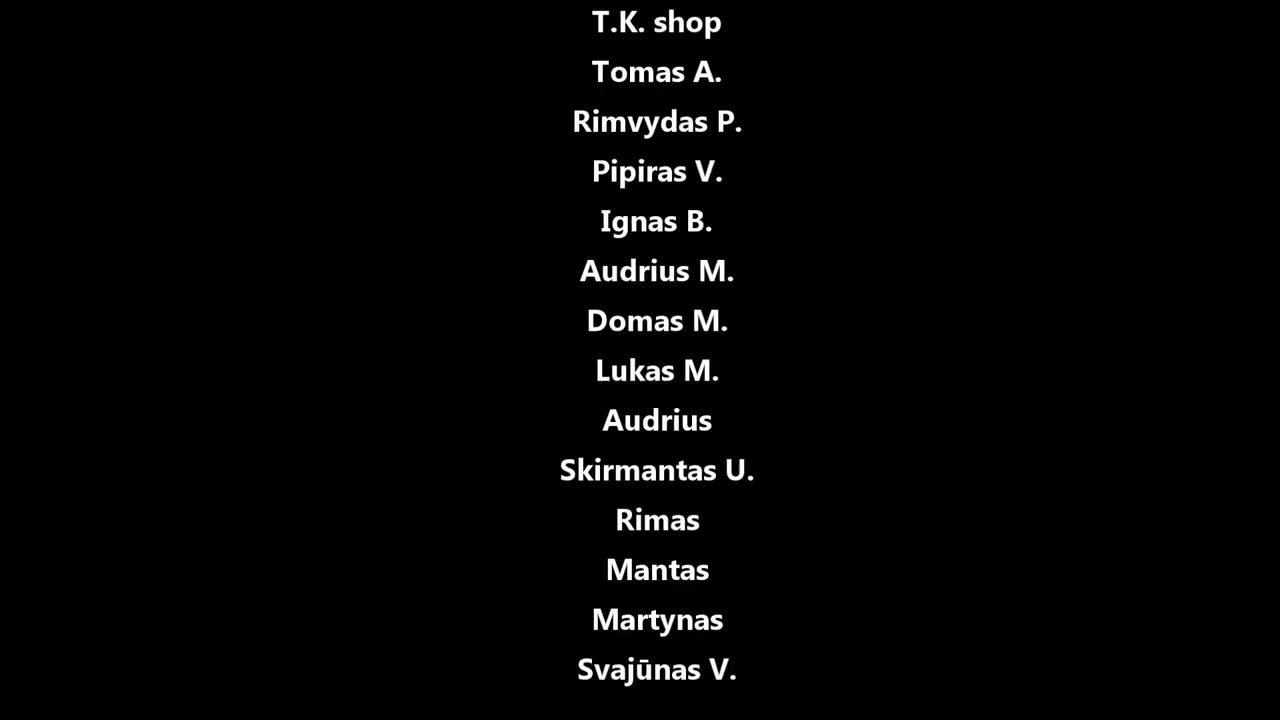 T.K. shop
Tomas A.
Rimvydas P.
Pipiras V.
Ignas B.
Audrius M.
Domas M.
Lukas M.
Audrius
Skirmantas U.
Rimas
Mantas
Martynas
Svajūnas V.